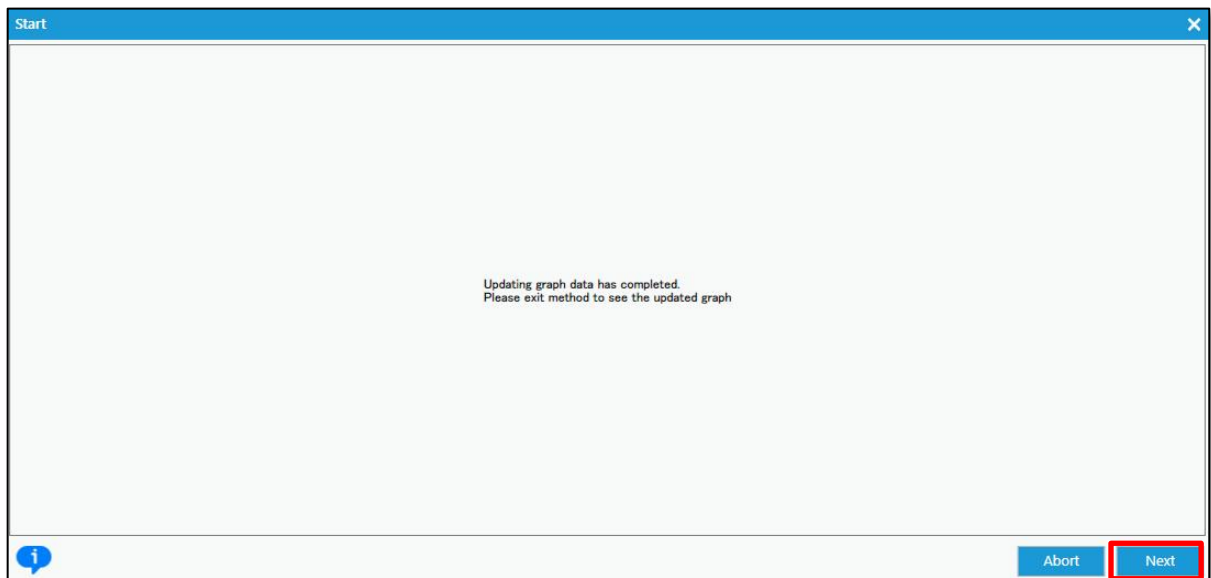 Start
Updating graph data has completed.
Please exit method to see the updated graph
Abort
Next